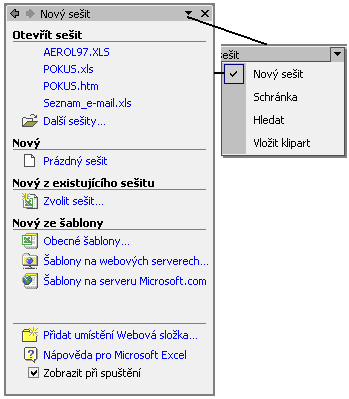 Nový sešit
Otevřít sešit
AEROL97.XLS
POKUS.xls
POKUS.htm
Seznam_e-mail.xls
Další sešity...
Nový
Prázdný sešit
Nový z existujícího sešitu
Zvolit sešit...
Nový ze šablony
Obecné šablony...
Šablony na webových serverech...
Šablony na serveru Microsoft.com
Přidat umístění Webová složka...
Nápověda pro Microsoft Excel
Zobrazit při spuštění
sešit
Nový sešit
Schránka
Hledat
Vložit klipart